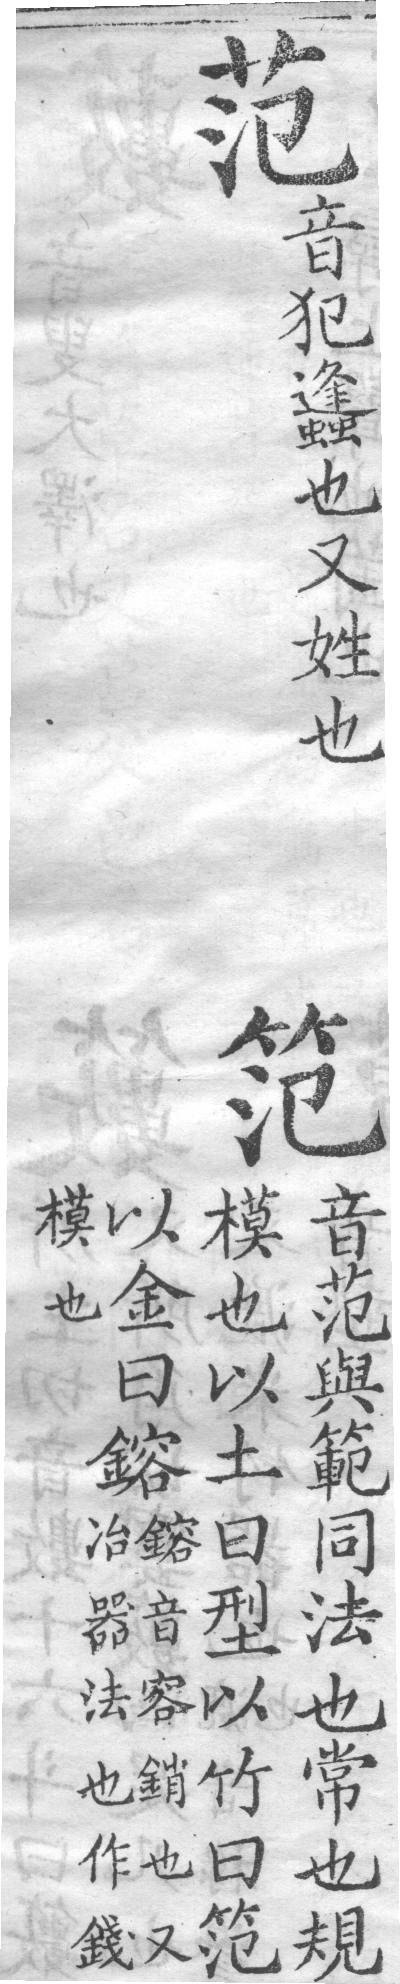 范
音犯蠭也又姓也
笵
音范與範同法也常也規
模也以土曰型以竹曰笵
以金曰鎔
鎔音容銷也又
冶器法也作錢
模也